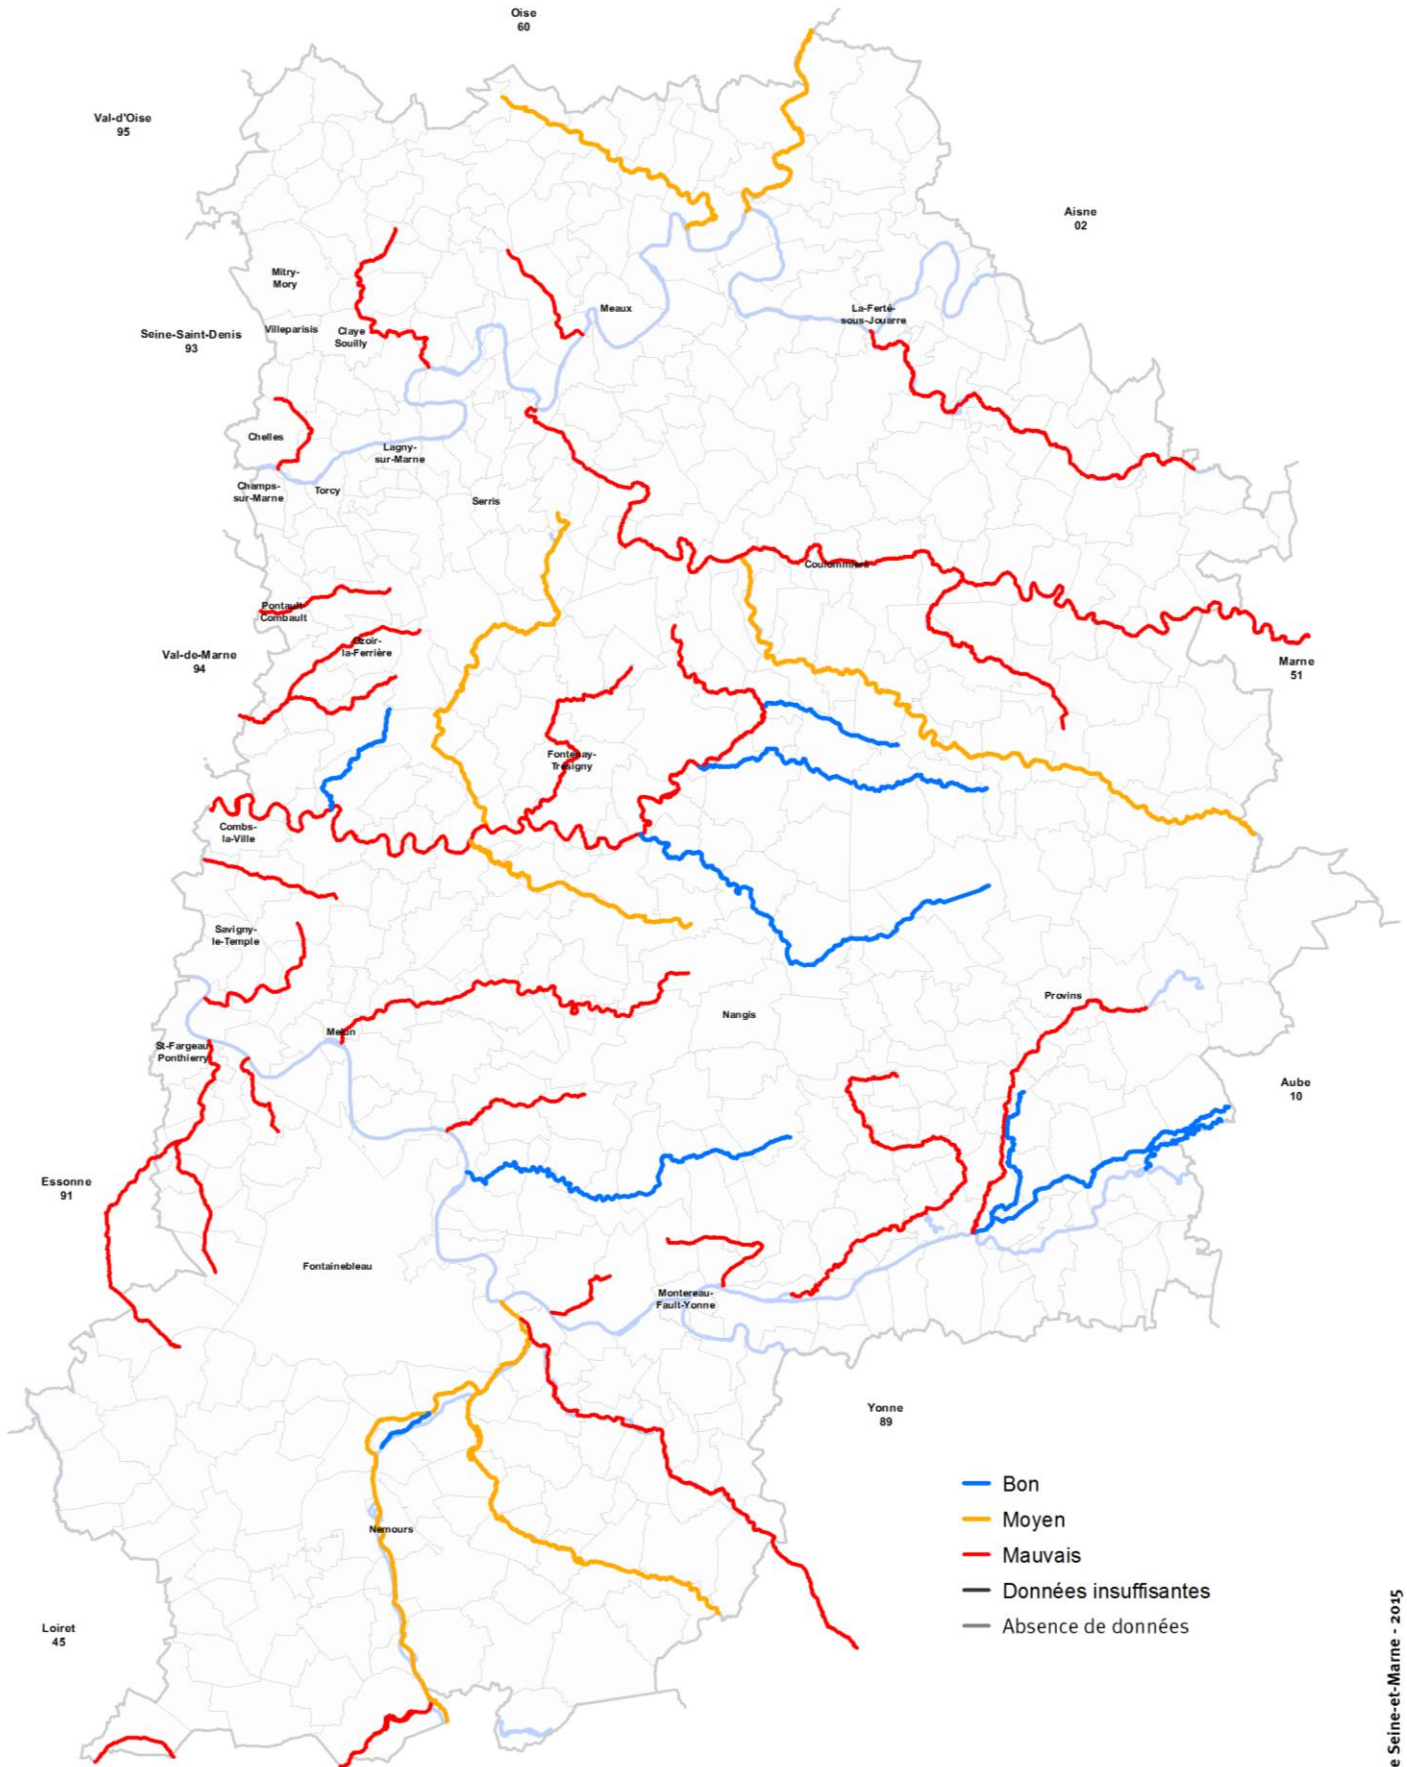 Oise
60
Val-d'Oise
95
Aisne
02
Mitry-
Mory
Meaux
La-Ferté-
sous-Jouarre
Seine-Saint-Denis
93
Villeparisis
Claye
Souilly
Chelles
Lagny-
sur-Marne
Champs-
sur-Marne
Torcy
Serris
Coulommiers
Pontault
Combault
Ozoir-
la-Ferrière
Val-de-Marne
94
Marne
51
Fontenay-
Trésigny
Combs-
la-Ville
Savigny-
le-Temple
Provins
Nangis
Melun
St-Fargeau
Ponthierry
Aube
10
Essonne
91
Fontainebleau
Montereau-
Fault-Yonne
Yonne
89
Nemours
Loiret
45
Bon
Moyen
Mauvais
Données insuffisantes
Absence de données
e Seine-et-Marne - 2015